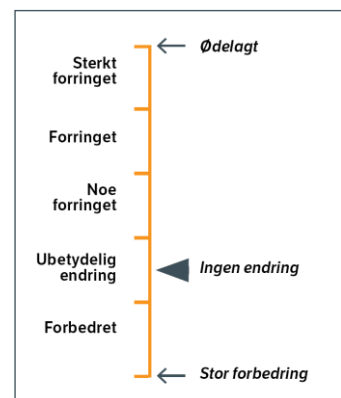 Ødelagt
Sterkt
forringet
Forringet
Noe
forringet
Ubetydelig
endring
Ingen endring
Forbedret
Stor forbedring